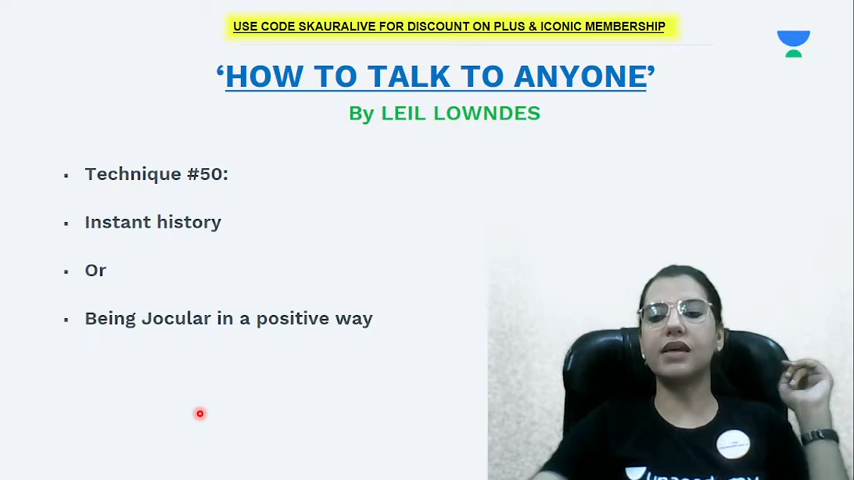 USE CODE SKAURALIVE FOR DISCOUNT ON PLUS & ICONIC MEMBERSHIP
‘HOW TO TALK TO ANYONE’
By LEIL LOWNDES
▪ Technique #50:
▪ Instant history
▪ Or
▪ Being Jocular in a positive way